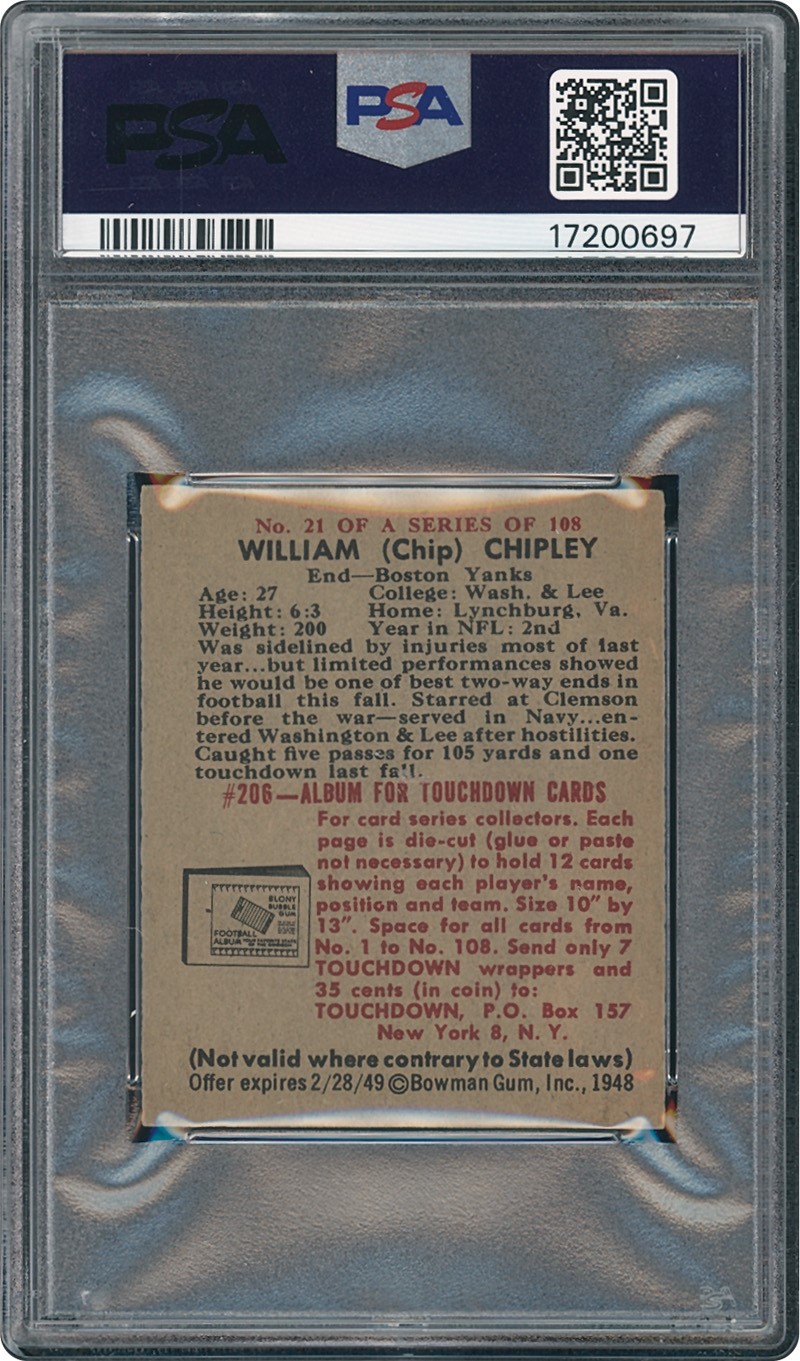 PSA
PSA
17200697
No. 21 OF A SERIES OF 108
WILLIAM (Chip) CHIPLEY
End—Boston Yanks
Age: 27 College: Wash. & Lee
Height: 6:3 Home: Lynchburg, Va.
Weight: 200 Year in NFL: 2nd
Was sidelined by injuries most of last
year...but limited performances showed
he would be one of best two-way ends in
football this fall. Starred at Clemson
before the war—served in Navy...en-
tered Washington & Lee after hostilities.
Caught five passes for 105 yards and one
touchdown last fall.
#206—ALBUM FOR TOUCHDOWN CARDS
For card series collectors. Each
page is die-cut (glue or paste
not necessary) to hold 12 cards
showing each player's name,
position and team. Size 10" by
13". Space for all cards from
No. 1 to No. 108. Send only 7
TOUCHDOWN wrappers and
35 cents (in coin) to:
TOUCHDOWN, P.O. Box 157
New York 8, N. Y.
BLONY
BUBBLE
GUM
FOOTBALL
ALBUM
(Not valid where contrary to State laws)
Offer expires 2/28/49 ©Bowman Gum, Inc., 1948